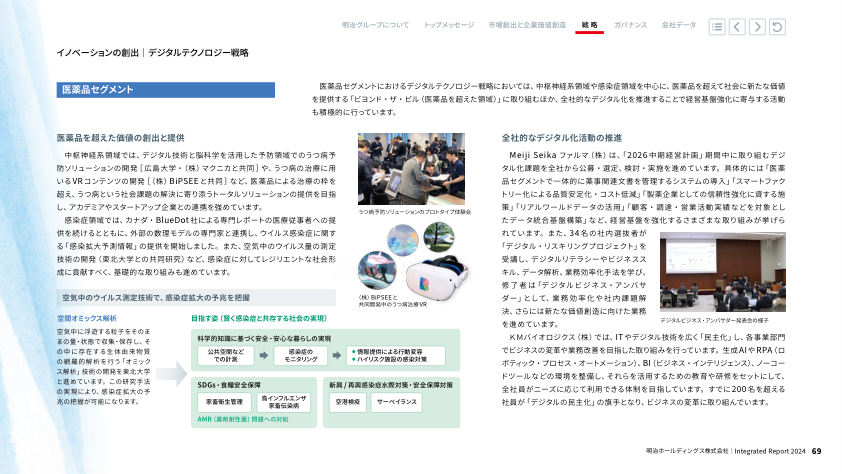 明治グループについて
トップメッセージ
市場創出と企業価値創造
戦略
ガバナンス
会社データ
イノベーションの創出｜デジタルテクノロジー戦略
医薬品セグメント
医薬品セグメントにおけるデジタルテクノロジー戦略においては、中枢神経系領域や感染症領域を中心に、医薬品を超えて社会に新たな価値
を提供する「ビヨンド・ザ・ピル（医薬品を超えた領域）」に取り組むほか、全社的なデジタル化を推進することで経営基盤強化に寄与する活動
も積極的に行っています。
医薬品を超えた価値の創出と提供
中枢神経系領域では、デジタル技術と脳科学を活用した予防領域でのうつ病予
防ソリューションの開発［広島大学・（株）マクニカと共同］や、うつ病の治療に用
いるVRコンテンツの開発［（株）BiPSEEと共同］など、医薬品による治療の枠を
超え、うつ病という社会課題の解決に寄り添うトータルソリューションの提供を目指
し、アカデミアやスタートアップ企業との連携を強めています。
感染症領域では、カナダ・BlueDot社による専門レポートの医療従事者への提
供を続けるとともに、外部の数理モデルの専門家と連携し、ウイルス感染症に関す
る「感染拡大予測情報」の提供を開始しました。また、空気中のウイルス量の測定
技術の開発（東北大学との共同研究）など、感染症に対してレジリエントな社会形
成に貢献すべく、基礎的な取り組みも進めています。
うつ病予防ソリューションのプロトタイプ体験会
（株）BiPSEEと
共同開発中のうつ病治療VR
空気中のウイルス測定技術で、感染拡大の予兆を把握
空間オミックス解析
空気中に浮遊する粒子をそのま
まの量・状態で収集・保存し、そ
の中に存在する生体由来物質
の網羅的解析を行う「オミック
ス解析」技術の開発を東北大学
と進めています。この研究手法
の実現により、感染症拡大の予
兆の把握が可能になります。
目指す姿（賢く感染症と共存する社会の実現）
科学的知識に基づく安全・安心な暮らしの実現
公共空間など
での計測
感染症の
モニタリング
● 情報提供による行動変容
● ハイリスク施設の感染対策
SDGs・食糧安全保障
家畜衛生管理
鳥インフルエンザ
家畜伝染病
AMR（薬剤耐性菌）問題への対処
新興／再興感染症水際対策・安全保障対策
空港検疫
サーベイランス
全社的なデジタル化活動の推進
Meiji Seika ファルマ（株）は、「2026中期経営計画」期間中に取り組むデジ
タル化課題を全社から公募・選定、検討・実施を進めています。具体的には「医薬
品セグメントで一体的に薬事関連文書を管理するシステムの導入」「スマートファク
トリー化による品質安定化・コスト低減」「製薬企業としての信頼性強化に資する施
策」「リアルワールドデータの活用」「顧客・調達・営業活動実績などを対象とし
たデータ統合基盤構築」など、経営基盤を強化するさまざまな取り組みが挙げら
れています。また、34名の社内選抜者が
「デジタル・リスキリングプロジェクト」を
受講し、デジタルリテラシーやビジネススキ
ル、データ解析、業務効率化手法を学び、
修了者は「デジタルビジネス・アンバサ
ダー」として、業務効率化や社内課題解
決、さらには新たな価値創造に向けた業務
を進めています。
デジタルビジネス・アンバサダー発表会の様子
KMバイオロジクス（株）では、ITやデジタル技術を広く「民主化」し、各事業部門
でビジネスの変革や業務改善を目指した取り組みを行っています。生成AIやRPA（ロ
ボティック・プロセス・オートメーション）、BI（ビジネス・インテリジェンス）、ノーコー
ドツールなどの環境を整備し、それらを活用するための教育や研修をセットにして、
全社員がニーズに応じて利用できる体制を目指しています。すでに200名を超える
社員が「デジタルの民主化」の旗手となり、ビジネスの変革に取り組んでいます。
明治ホールディングス株式会社｜Integrated Report 2024 69